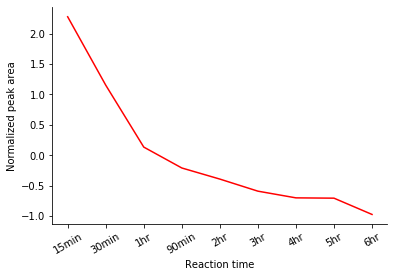 Normalized peak area
2.0
1.5
1.0
0.5
0.0
−0.5
−1.0
15min
30min
1hr
90min
2hr
3hr
4hr
5hr
6hr
Reaction time